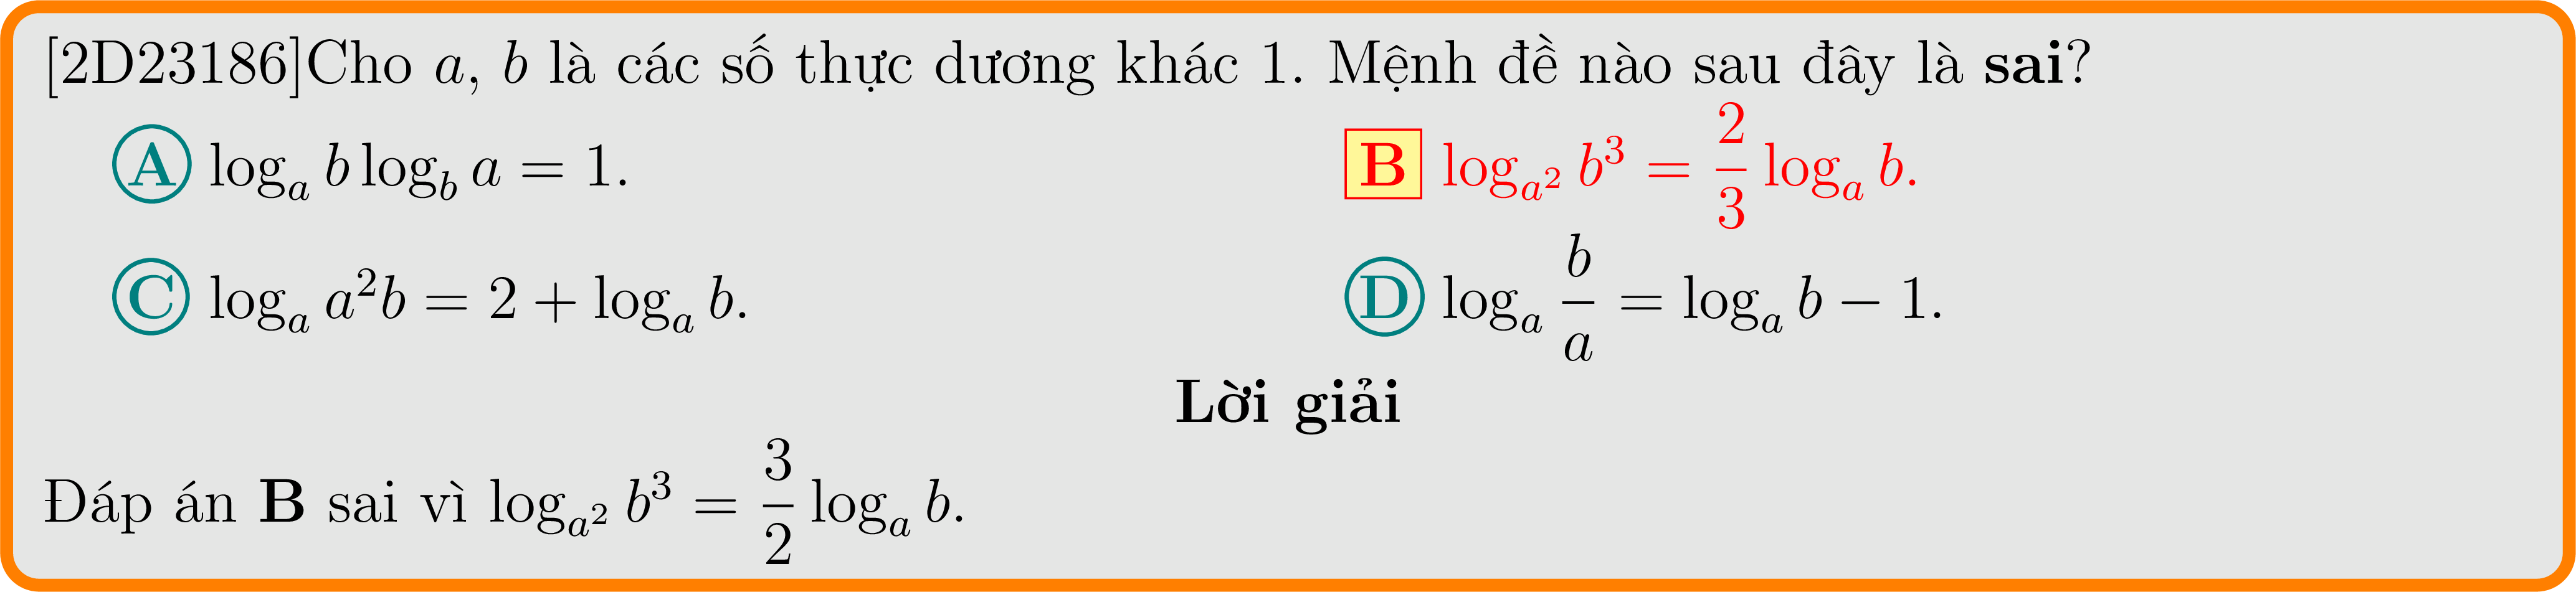 [2D23186]Cho a, b là các số thực dương khác 1. Mệnh đề nào sau đây là sai?
A log_a b log_b a = 1. B log_{a^2} b^3 = \frac{2}{3} log_a b.
C log_a a^2 b = 2 + log_a b. D log_a \frac{b}{a} = log_a b − 1.
Lời giải
Đáp án B sai vì log_{a^2} b^3 = \frac{3}{2} log_a b.